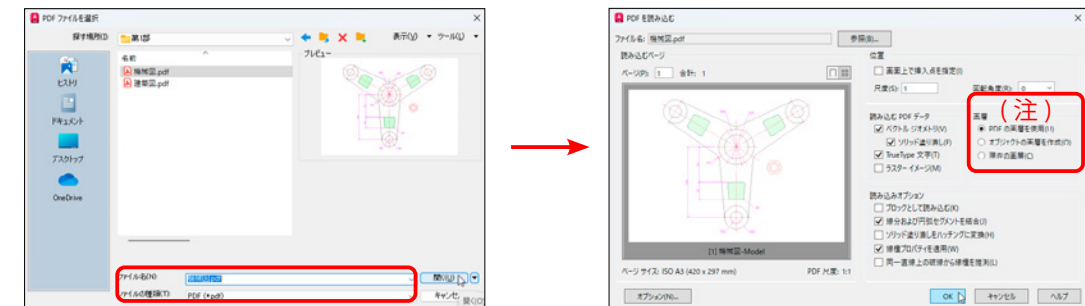 PDF ファイルを選択
探す場所(I):
第1部
表示(V)
ツール(L)
名前
機械図.pdf
建築図.pdf
プレビュー
ヒストリ
ドキュメント
デスクトップ
OneDrive
ファイル名(N):
機械図.pdf
開く(O)
ファイルの種類(T):
PDF (*.pdf)
キャンセル
開く(O)
PDF を読み込む
ファイル名: 機械図.pdf
参照(B)...
読み込むページ
ページ(P): 1 合計: 1
[1] 機械図-Model
ページ サイズ: ISO A3 (420 x 297 mm)
PDF 尺度: 1:1
オプション(N)...
位置
画面上で挿入点を指定(I)
尺度(S): 1
回転角度(R): 0
読み込む PDF データ
ベクトル ジオメトリ(V)
ソリッド塗り潰し(F)
TrueType 文字(T)
ラスター イメージ(M)
画層
(注)
PDF の画層を使用(U)
オブジェクトの画層を作成(O)
現在の画層(C)
読み込みオプション
ブロックとして読み込む(K)
線分および円弧セグメントを結合(J)
ソリッド塗り潰しをハッチングに変換(H)
線種プロパティを適用(W)
同一直線上の破線から線種を推測(L)
OK
キャンセル
ヘルプ